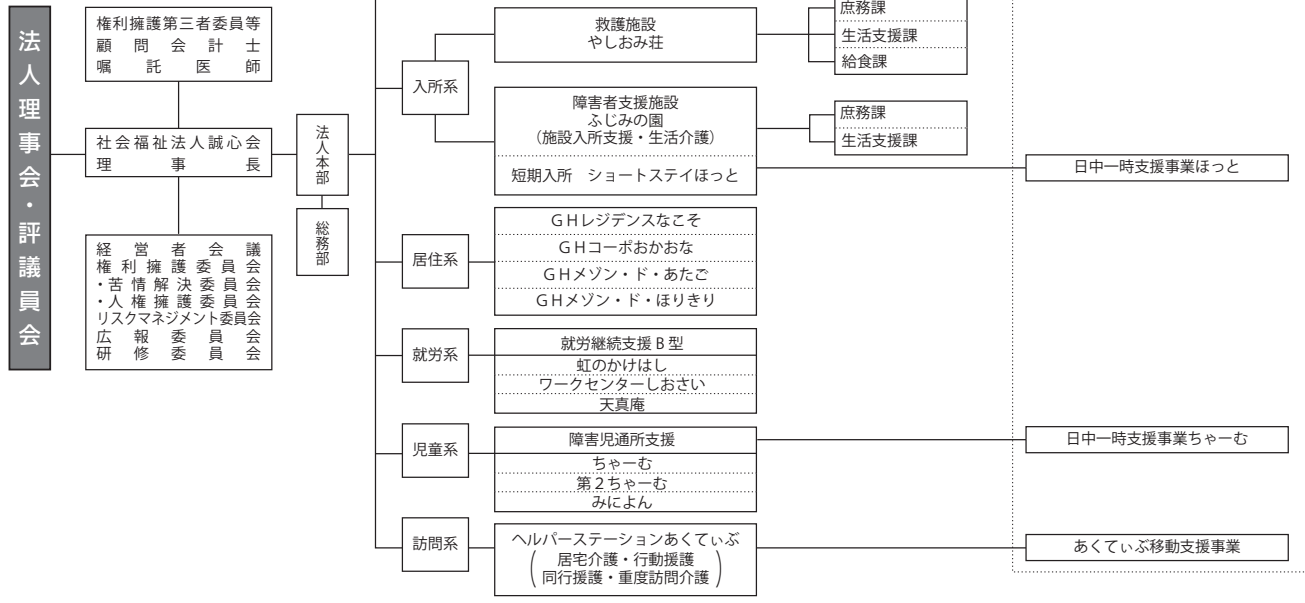 法人理事会・評議員会
権利擁護第三者委員等
顧問会計士
嘱託医師
社会福祉法人誠心会
理事長
経営者会議
権利擁護委員会
・苦情解決委員会
・人権擁護委員会
リスクマネジメント委員会
広報委員会
研修委員会
法人本部
総務部
入所系
救護施設
やしおみ荘
庶務課
生活支援課
給食課
障害者支援施設
ふじみの園
(施設入所支援・生活介護)
短期入所 ショートステイほっと
庶務課
生活支援課
日中一時支援事業ほっと
居住系
GHレジデンスなこそ
GHコーポおかおな
GHメゾン・ド・あたご
GHメゾン・ド・ほりきり
就労系
就労継続支援B型
虹のかけはし
ワークセンターしおさい
天真庵
児童系
障害児通所支援
ちゃーむ
第2ちゃーむ
みによん
日中一時支援事業ちゃーむ
訪問系
ヘルパーステーションあくてぃぶ
(居宅介護・行動援護
同行援護・重度訪問介護)
あくてぃぶ移動支援事業